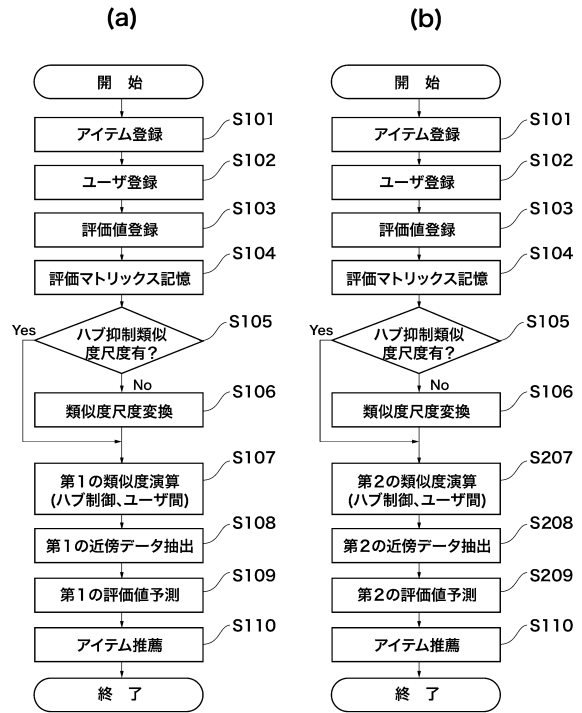 (a)
開 始
アイテム登録
S101
ユーザ登録
S102
評価値登録
S103
評価マトリックス記憶
S104
ハブ抑制類似
度尺度有?
S105
Yes
No
類似度尺度変換
S106
第1の類似度演算
(ハブ制御、ユーザ間)
S107
第1の近傍データ抽出
S108
第1の評価値予測
S109
アイテム推薦
S110
終 了
(b)
開 始
アイテム登録
S101
ユーザ登録
S102
評価値登録
S103
評価マトリックス記憶
S104
ハブ抑制類似
度尺度有?
S105
Yes
No
類似度尺度変換
S106
第2の類似度演算
(ハブ制御、ユーザ間)
S207
第2の近傍データ抽出
S208
第2の評価値予測
S209
アイテム推薦
S110
終 了